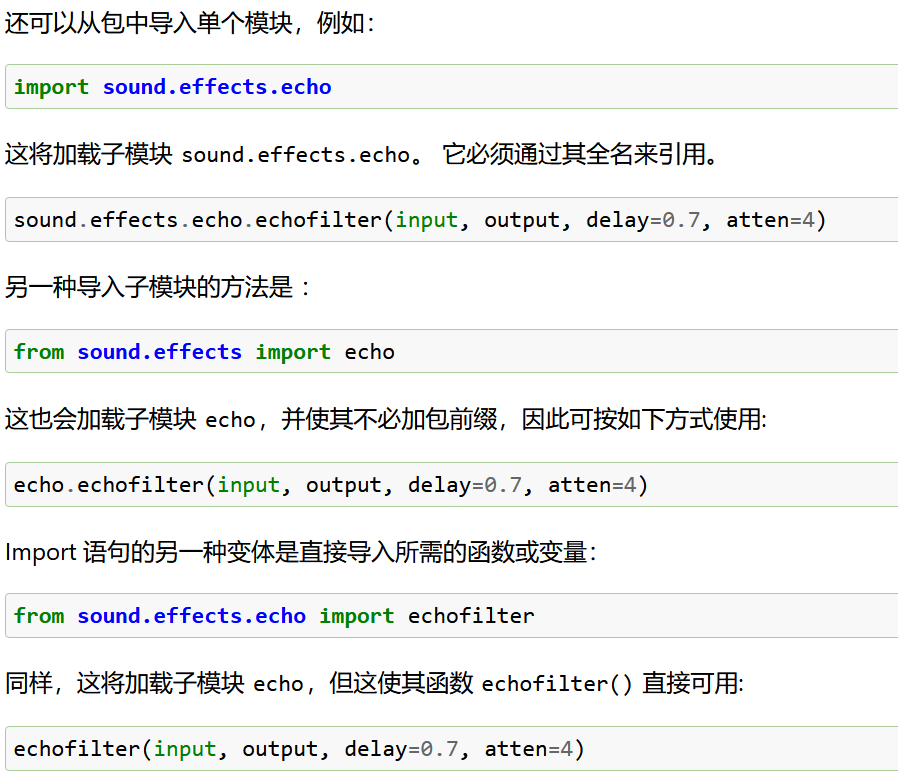 还可以从包中导入单个模块，例如：
import sound.effects.echo
这将加载子模块 sound.effects.echo。 它必须通过其全名来引用。
sound.effects.echo.echofilter(input, output, delay=0.7, atten=4)
另一种导入子模块的方法是 ：
from sound.effects import echo
这也会加载子模块 echo，并使其不必加包前缀，因此可按如下方式使用:
echo.echofilter(input, output, delay=0.7, atten=4)
Import 语句的另一种变体是直接导入所需的函数或变量：
from sound.effects.echo import echofilter
同样，这将加载子模块 echo，但这使其函数 echofilter() 直接可用:
echofilter(input, output, delay=0.7, atten=4)